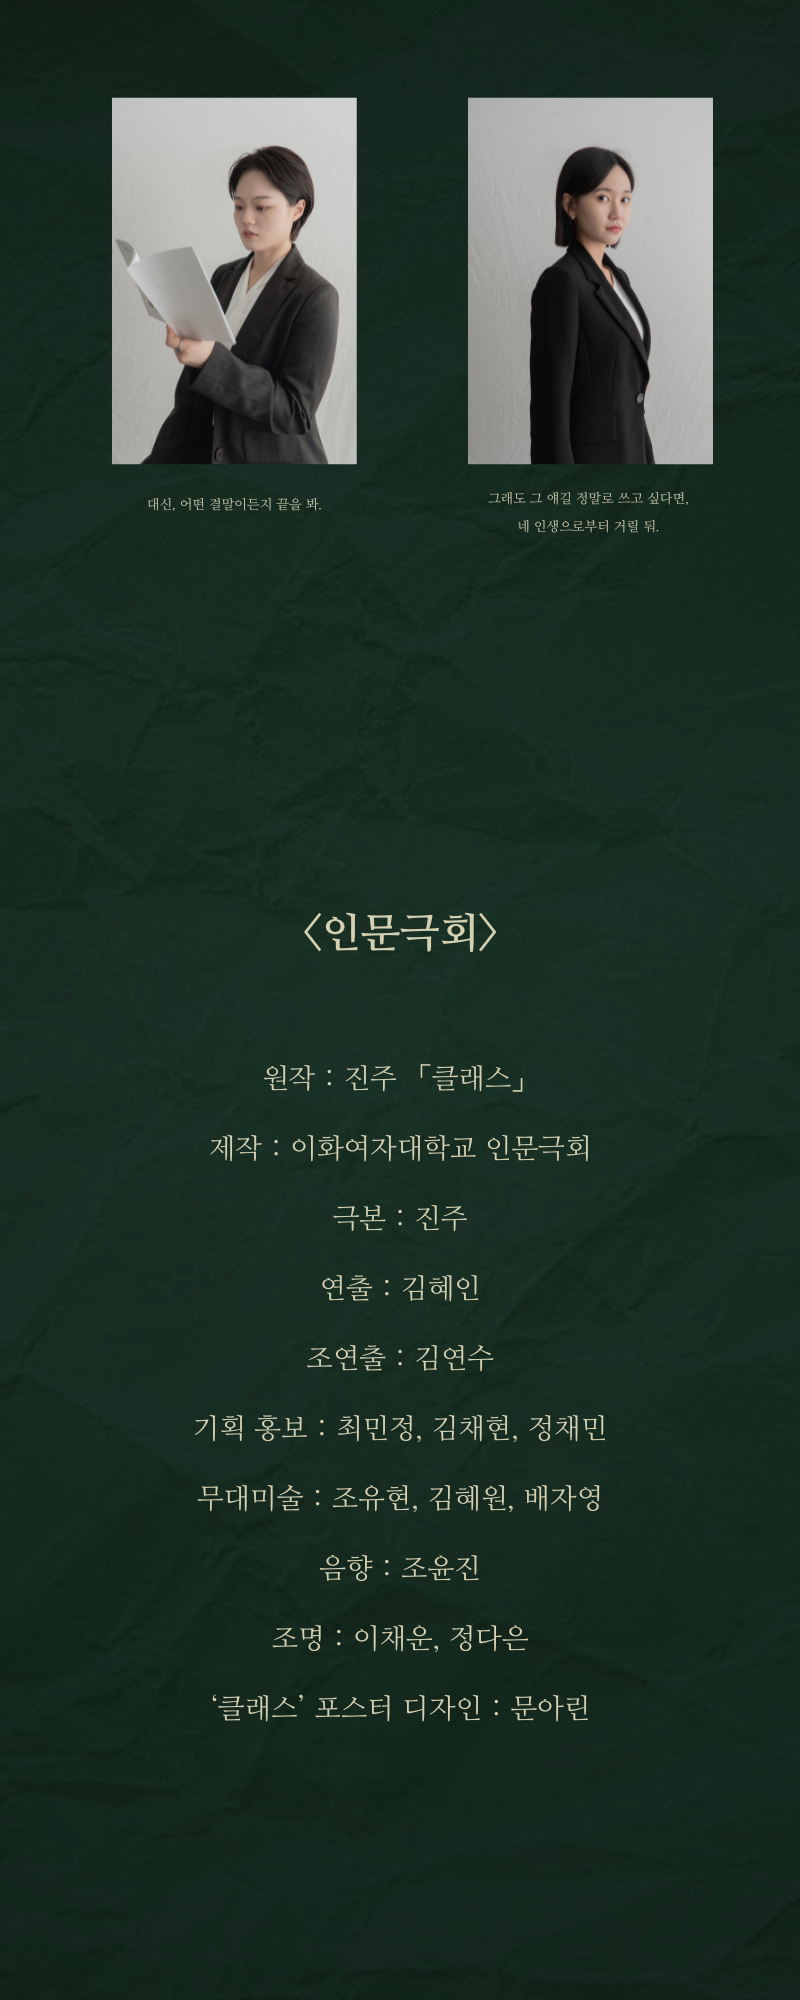 대신, 어떤 결말이든지 끝을 봐.
그래도 그 얘길 정말로 쓰고 싶다면,
네 인생으로부터 거릴 둬.
〈인문극회〉
원작 : 진주 「클래스」
제작 : 이화여자대학교 인문극회
극본 : 진주
연출 : 김혜인
조연출 : 김연수
기획 홍보 : 최민정, 김채현, 정채민
무대미술 : 조유현, 김혜원, 배자영
음향 : 조윤진
조명 : 이채운, 정다은
‘클래스’ 포스터 디자인 : 문아린